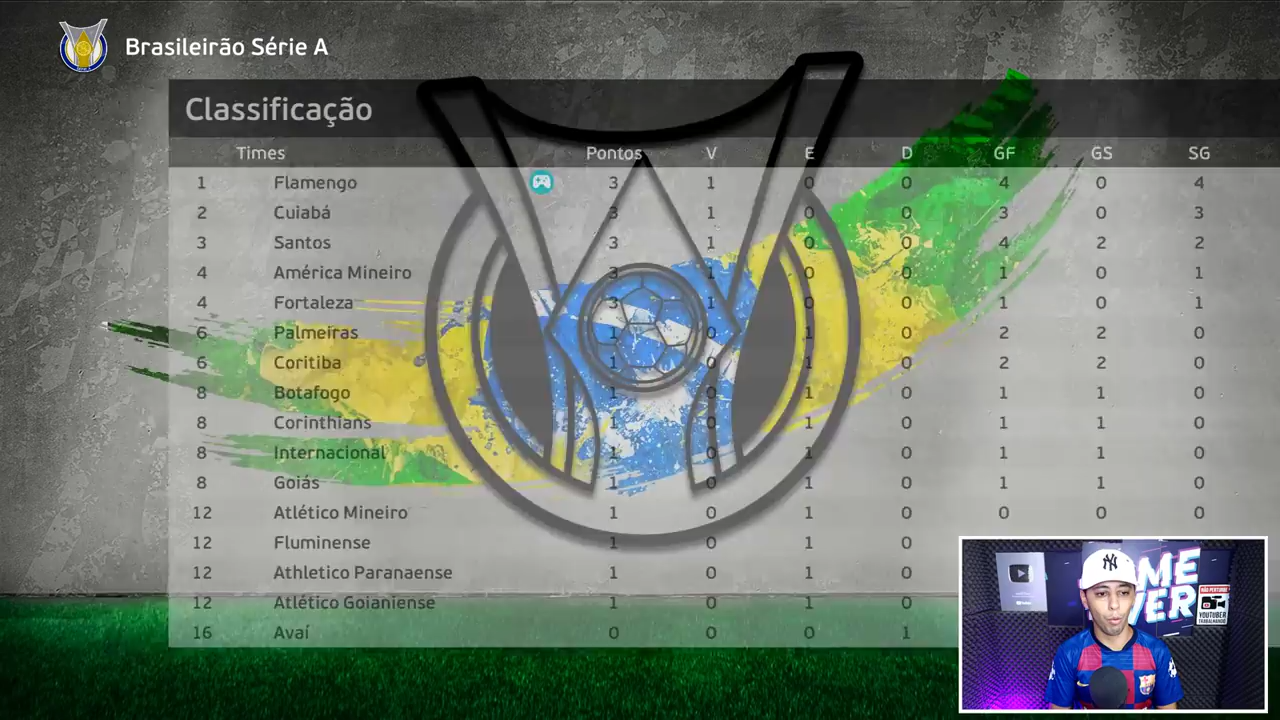 Brasileirão Série A
Classificação
Times Pontos V E D GF GS SG
1 Flamengo 3 1 0 0 4 0 4
2 Cuiabá 3 1 0 0 3 0 3
3 Santos 3 1 0 0 4 2 2
4 América Mineiro 3 1 0 0 1 0 1
4 Fortaleza 3 1 0 0 1 0 1
6 Palmeiras 1 0 1 0 2 2 0
6 Coritiba 1 0 1 0 2 2 0
8 Botafogo 1 0 1 0 1 1 0
8 Corinthians 1 0 1 0 1 1 0
8 Internacional 1 0 1 0 1 1 0
8 Goiás 1 0 1 0 1 1 0
12 Atlético Mineiro 1 0 1 0 0 0 0
12 Fluminense 1 0 1 0
12 Athletico Paranaense 1 0 1 0
12 Atlético Goianiense 1 0 1 0
16 Avaí 0 0 0 1
NY
NÃO PERTURBE
YOUTUBER
TRABALHANDO